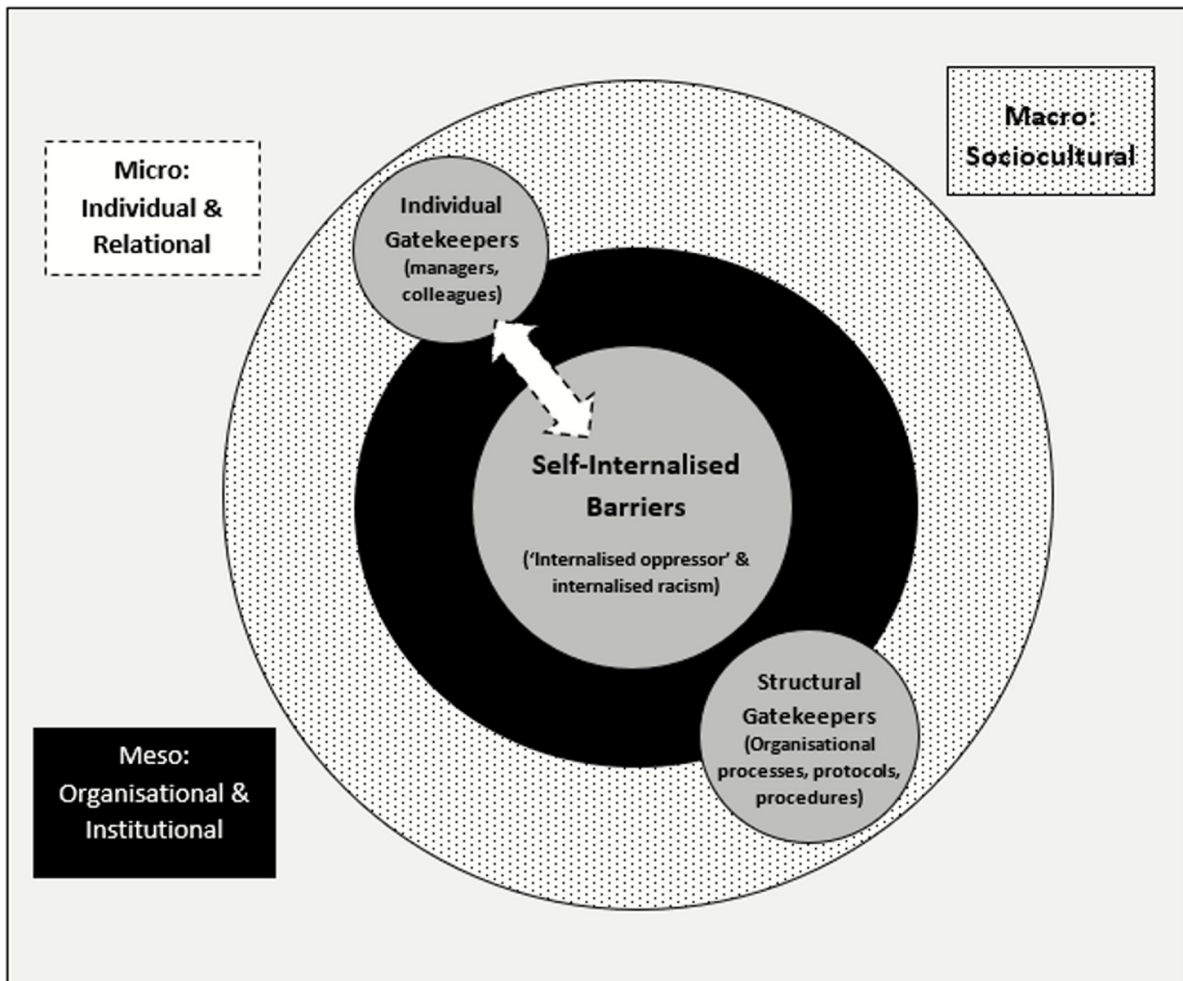 Macro:
Sociocultural
Micro:
Individual &
Relational
Individual
Gatekeepers
(managers,
colleagues)
Self-Internalised
Barriers
(‘Internalised oppressor’ &
internalised racism)
Structural
Gatekeepers
(Organisational
processes, protocols,
procedures)
Meso:
Organisational &
Institutional